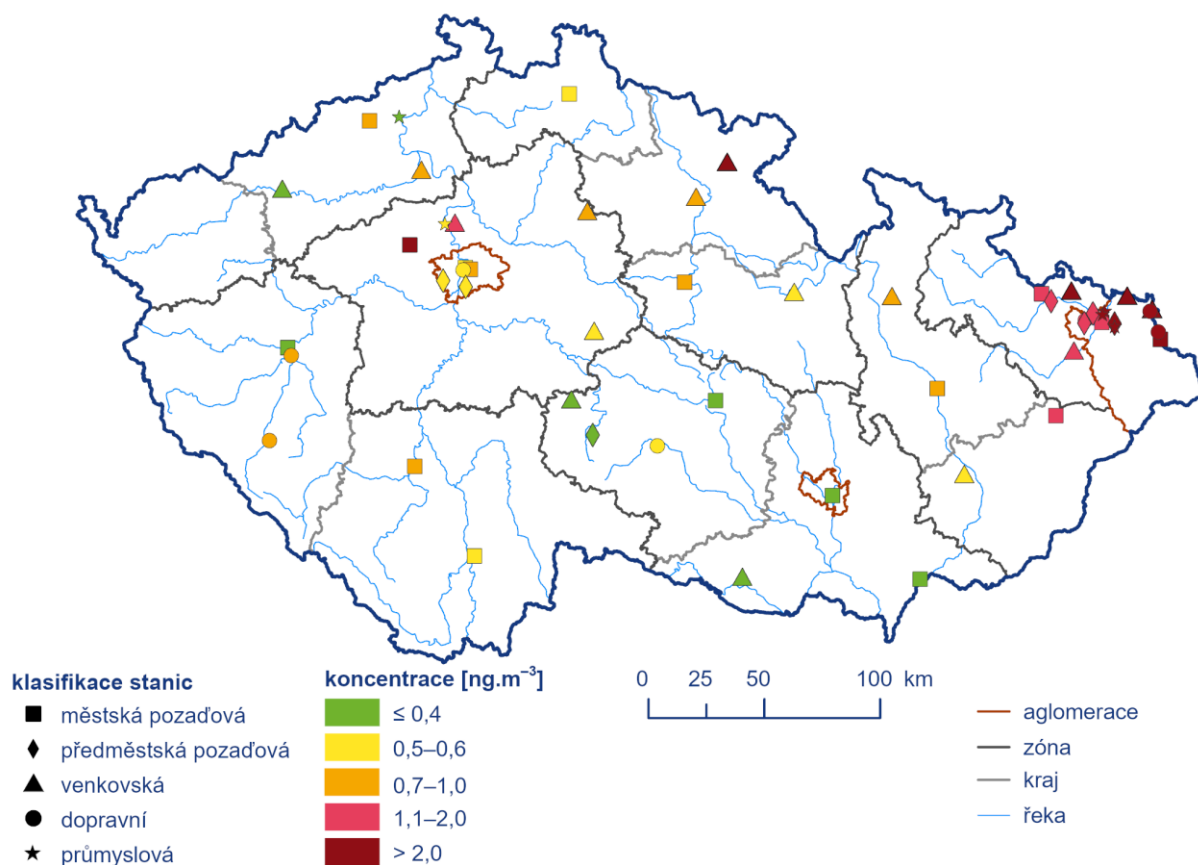 klasifikace stanic
městská pozaďová
předměstská pozaďová
venkovská
dopravní
průmyslová
koncentrace [ng.m⁻³]
≤ 0,4
0,5–0,6
0,7–1,0
1,1–2,0
> 2,0
0 25 50 100 km
aglomerace
zóna
kraj
řeka